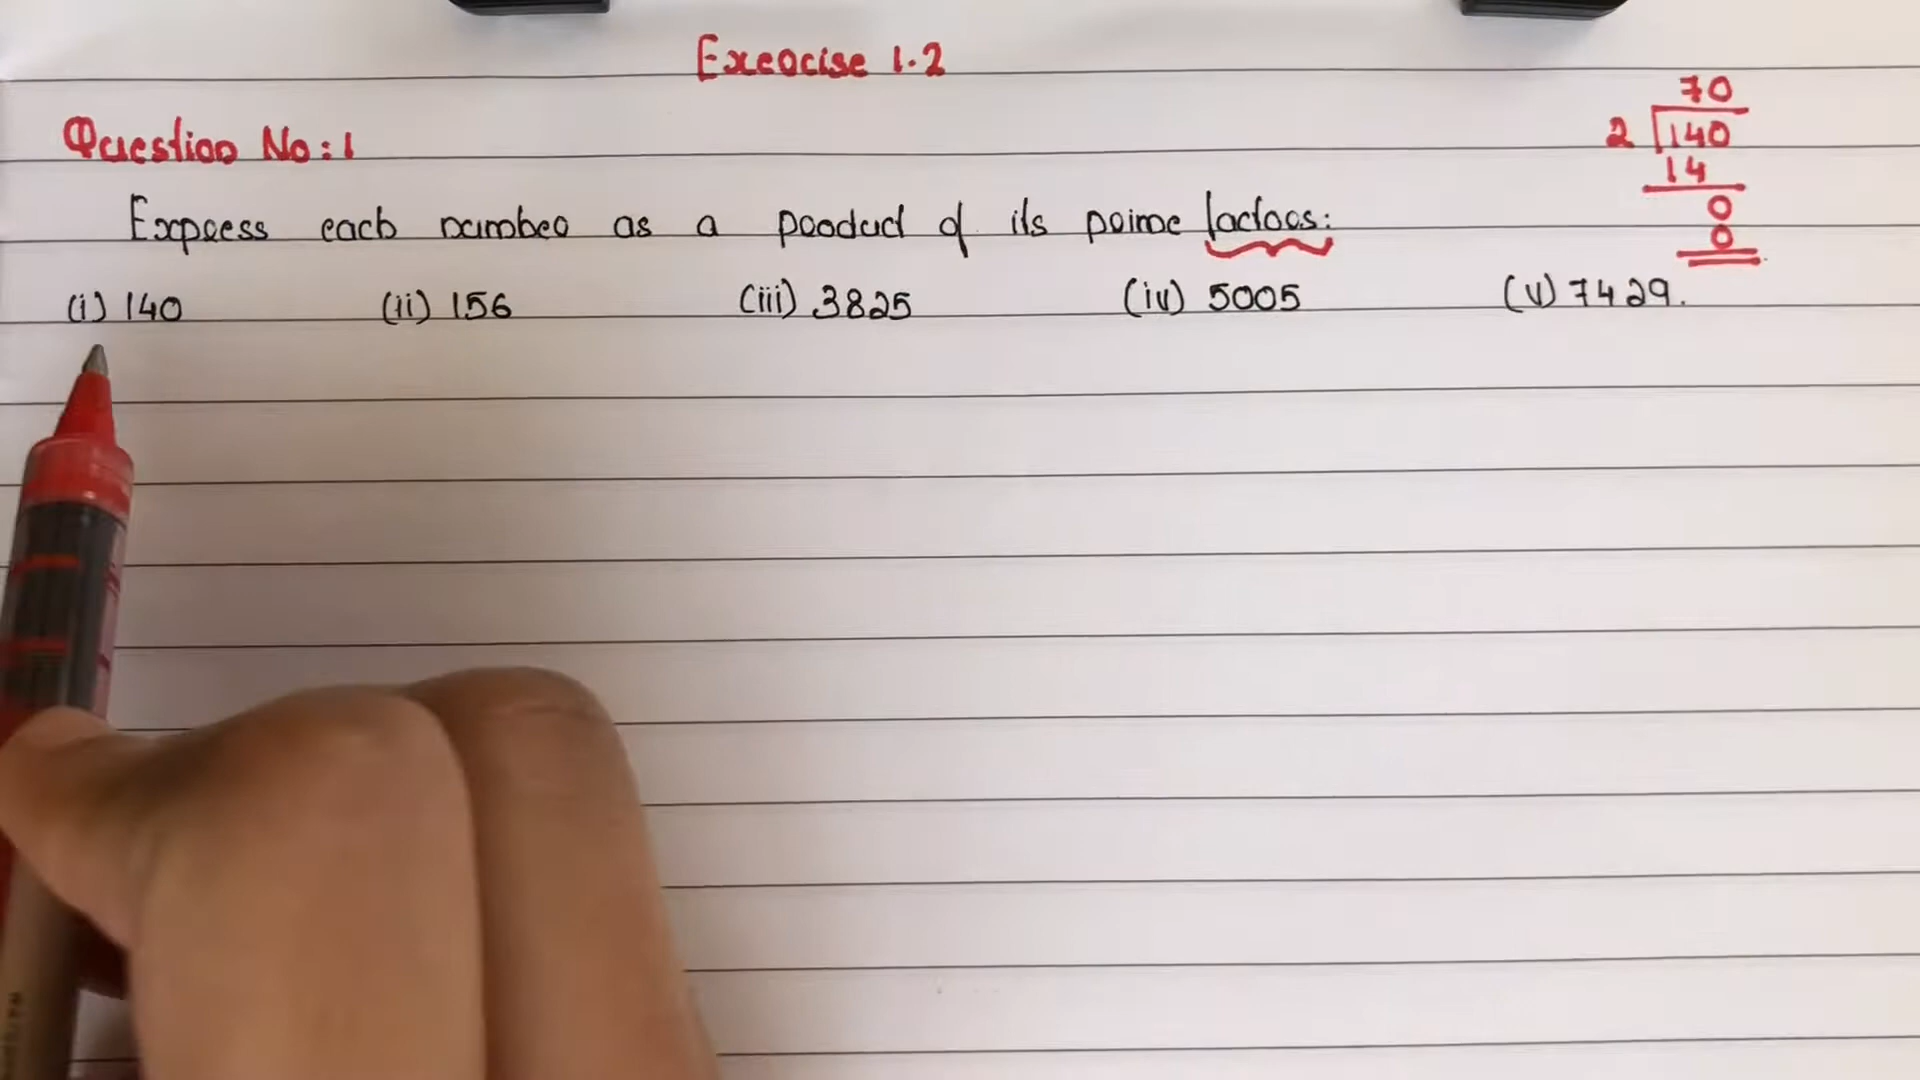 Exercise 1.2
Question No: 1
Express each number as a product of its prime factors:
(i) 140 (ii) 156 (iii) 3825 (iv) 5005 (v) 7429.
70
2 140
14
0
0